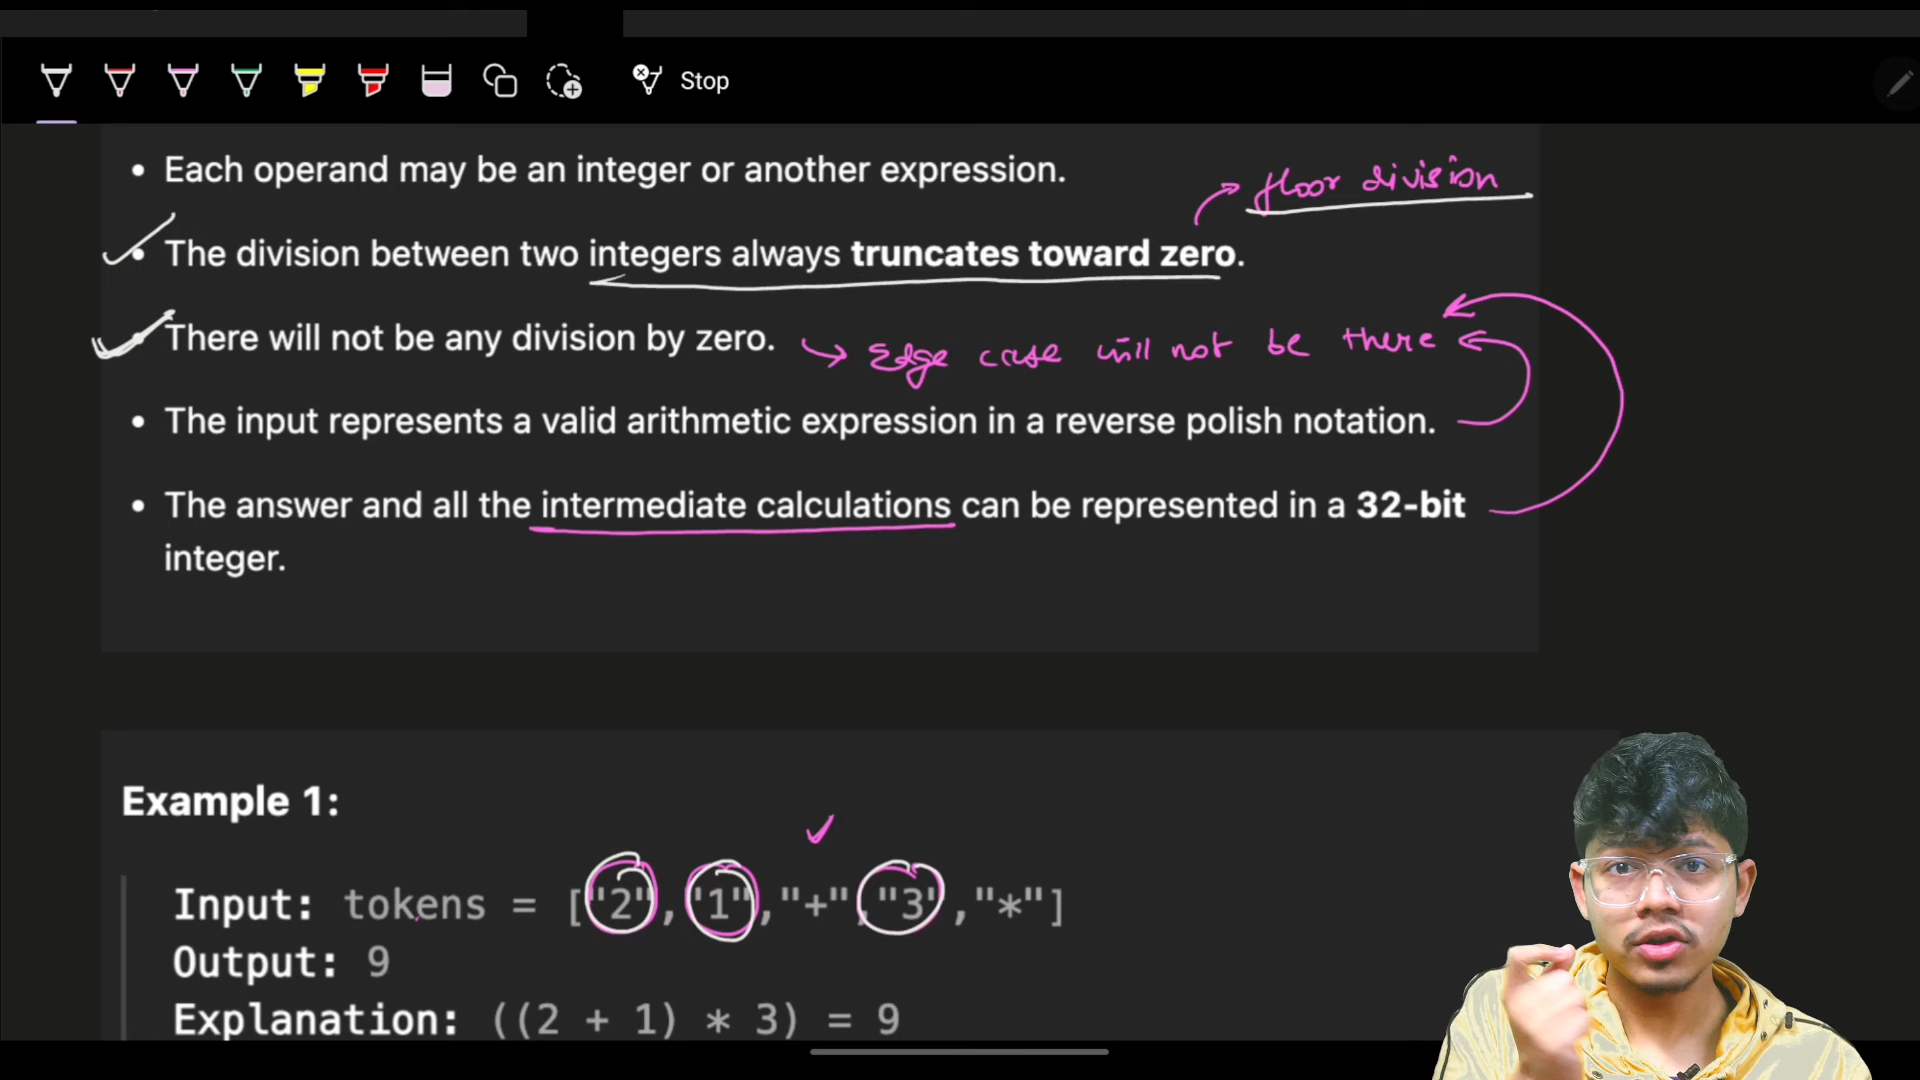 Stop
Each operand may be an integer or another expression.
floor division
The division between two integers always truncates toward zero.
There will not be any division by zero.
Edge case will not be there
The input represents a valid arithmetic expression in a reverse polish notation.
The answer and all the intermediate calculations can be represented in a 32-bit
integer.
Example 1:
Input: tokens = ["2","1","+","3","*"]
Output: 9
Explanation: ((2 + 1) * 3) = 9